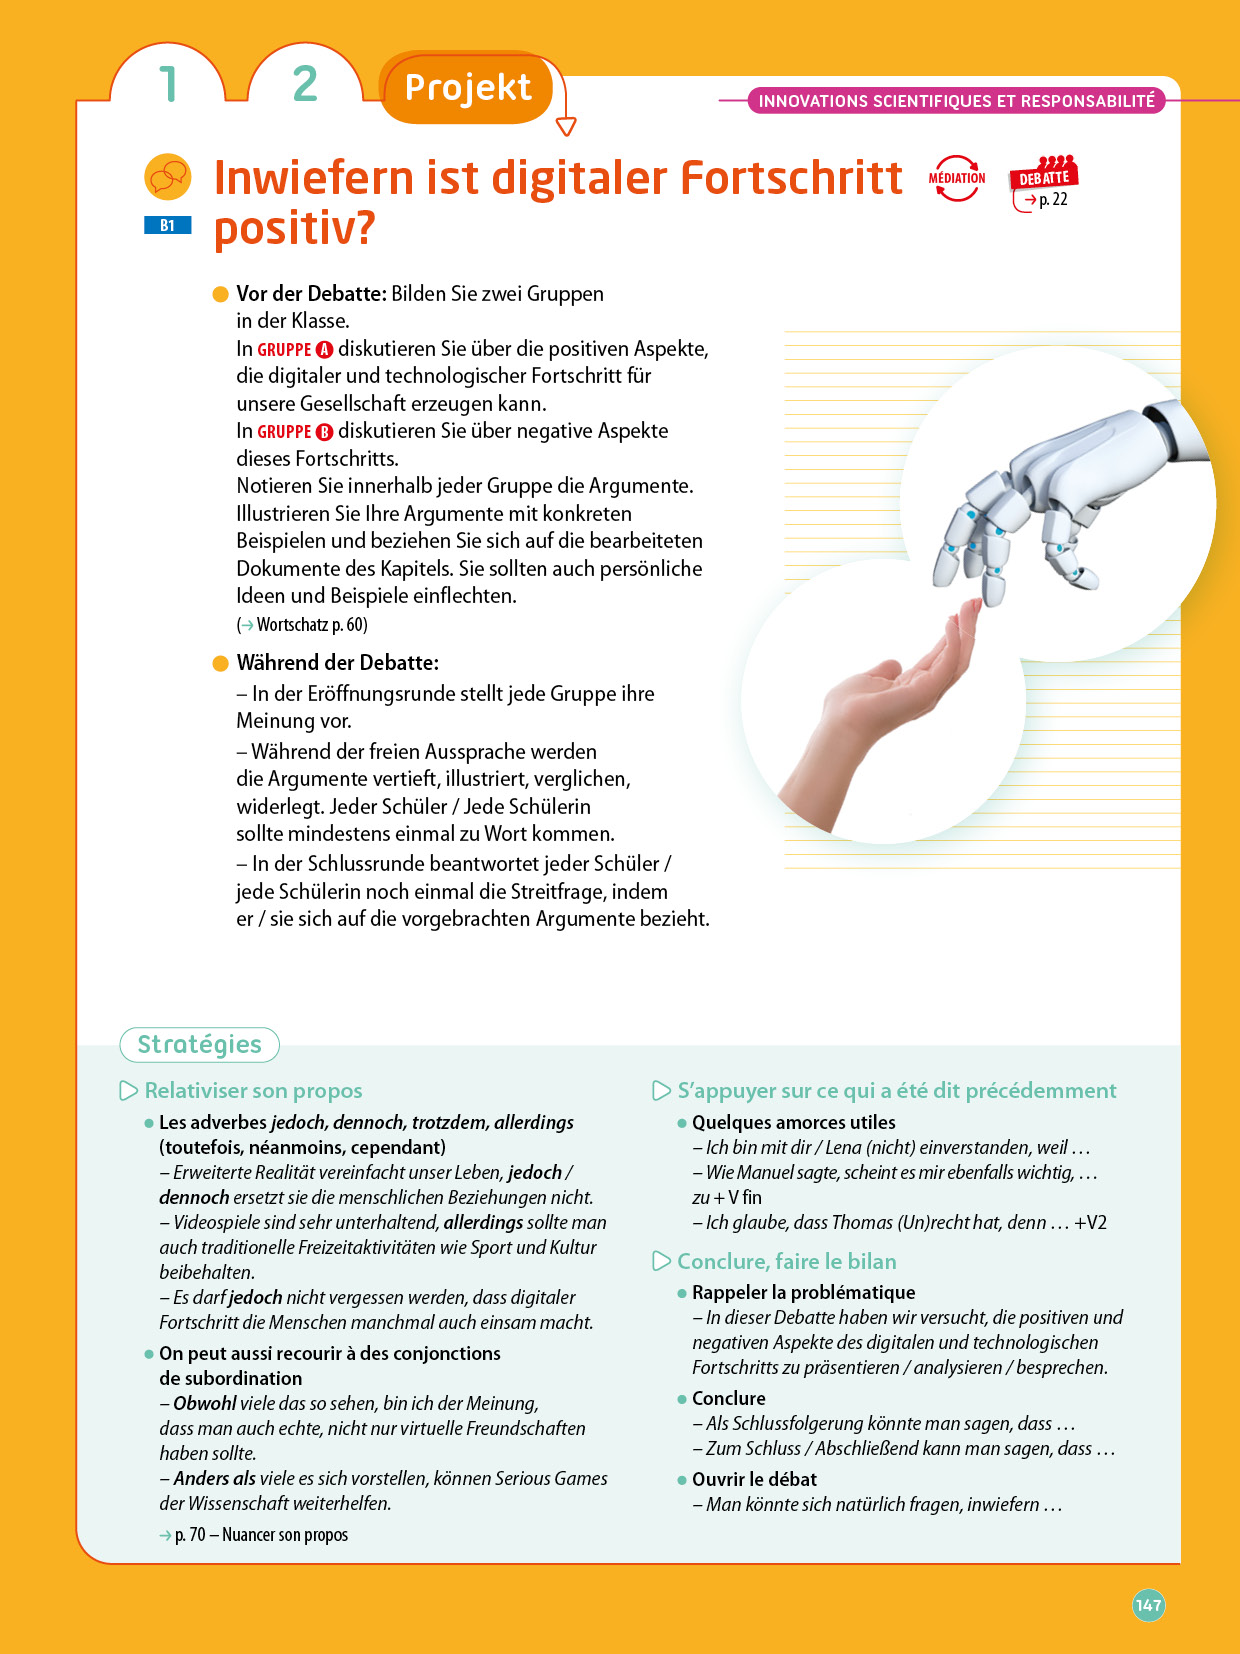 1
2
Projekt
INNOVATIONS SCIENTIFIQUES ET RESPONSABILITÉ
Inwiefern ist digitaler Fortschritt
positiv?
MÉDIATION
DEBATTE
→ p. 22
B1
Vor der Debatte: Bilden Sie zwei Gruppen
in der Klasse.
In GRUPPE A diskutieren Sie über die positiven Aspekte,
die digitaler und technologischer Fortschritt für
unsere Gesellschaft erzeugen kann.
In GRUPPE B diskutieren Sie über negative Aspekte
dieses Fortschritts.
Notieren Sie innerhalb jeder Gruppe die Argumente.
Illustrieren Sie Ihre Argumente mit konkreten
Beispielen und beziehen Sie sich auf die bearbeiteten
Dokumente des Kapitels. Sie sollten auch persönliche
Ideen und Beispiele einflechten.
(→ Wortschatz p. 60)
Während der Debatte:
– In der Eröffnungsrunde stellt jede Gruppe ihre
Meinung vor.
– Während der freien Aussprache werden
die Argumente vertieft, illustriert, verglichen,
widerlegt. Jeder Schüler / Jede Schülerin
sollte mindestens einmal zu Wort kommen.
– In der Schlussrunde beantwortet jeder Schüler /
jede Schülerin noch einmal die Streitfrage, indem
er / sie sich auf die vorgebrachten Argumente bezieht.
Stratégies
Relativiser son propos
Les adverbes jedoch, dennoch, trotzdem, allerdings
(toutefois, néanmoins, cependant)
– Erweiterte Realität vereinfacht unser Leben, jedoch /
dennoch ersetzt sie die menschlichen Beziehungen nicht.
– Videospiele sind sehr unterhaltend, allerdings sollte man
auch traditionelle Freizeitaktivitäten wie Sport und Kultur
beibehalten.
– Es darf jedoch nicht vergessen werden, dass digitaler
Fortschritt die Menschen manchmal auch einsam macht.
On peut aussi recourir à des conjonctions
de subordination
– Obwohl viele das so sehen, bin ich der Meinung,
dass man auch echte, nicht nur virtuelle Freundschaften
haben sollte.
– Anders als viele es sich vorstellen, können Serious Games
der Wissenschaft weiterhelfen.
→ p. 70 – Nuancer son propos
S'appuyer sur ce qui a été dit précédemment
Quelques amorces utiles
– Ich bin mit dir / Lena (nicht) einverstanden, weil …
– Wie Manuel sagte, scheint es mir ebenfalls wichtig, …
zu + V fin
– Ich glaube, dass Thomas (Un)recht hat, denn … +V2
Conclure, faire le bilan
Rappeler la problématique
– In dieser Debatte haben wir versucht, die positiven und
negativen Aspekte des digitalen und technologischen
Fortschritts zu präsentieren / analysieren / besprechen.
Conclure
– Als Schlussfolgerung könnte man sagen, dass …
– Zum Schluss / Abschließend kann man sagen, dass …
Ouvrir le débat
– Man könnte sich natürlich fragen, inwiefern …
147